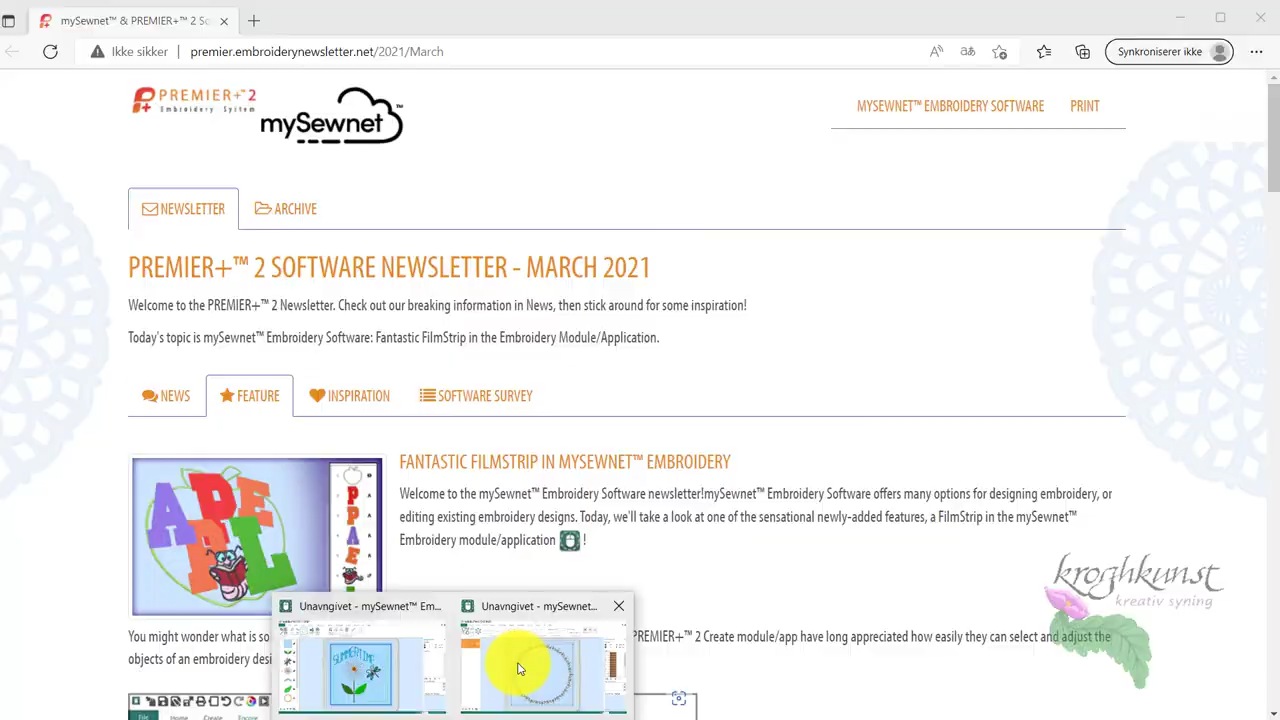 mySewnet™ & PREMIER+™ 2 So
Ikke sikker
premier.embroiderynewsletter.net/2021/March
Synkroniserer ikke
PREMIER+™ 2
Embroidery System
mySewnet™
MYSEWNET™ EMBROIDERY SOFTWARE
PRINT
NEWSLETTER
ARCHIVE
PREMIER+™ 2 SOFTWARE NEWSLETTER - MARCH 2021
Welcome to the PREMIER+™ 2 Newsletter. Check out our breaking information in News, then stick around for some inspiration!
Today's topic is mySewnet™ Embroidery Software: Fantastic FilmStrip in the Embroidery Module/Application.
NEWS
FEATURE
INSPIRATION
SOFTWARE SURVEY
FANTASTIC FILMSTRIP IN MYSEWNET™ EMBROIDERY
Welcome to the mySewnet™ Embroidery Software newsletter!mySewnet™ Embroidery Software offers many options for designing embroidery, or
editing existing embroidery designs. Today, we'll take a look at one of the sensational newly-added features, a FilmStrip in the mySewnet™
Embroidery module/application !
kroghkunst
kreativ syning
Unavngivet - mySewnet™ Em...
Unavngivet - mySewnet...
You might wonder what is so
PREMIER+™ 2 Create module/app have long appreciated how easily they can select and adjust the
objects of an embroidery desi
SUMMERTIME
File Home Create Encore